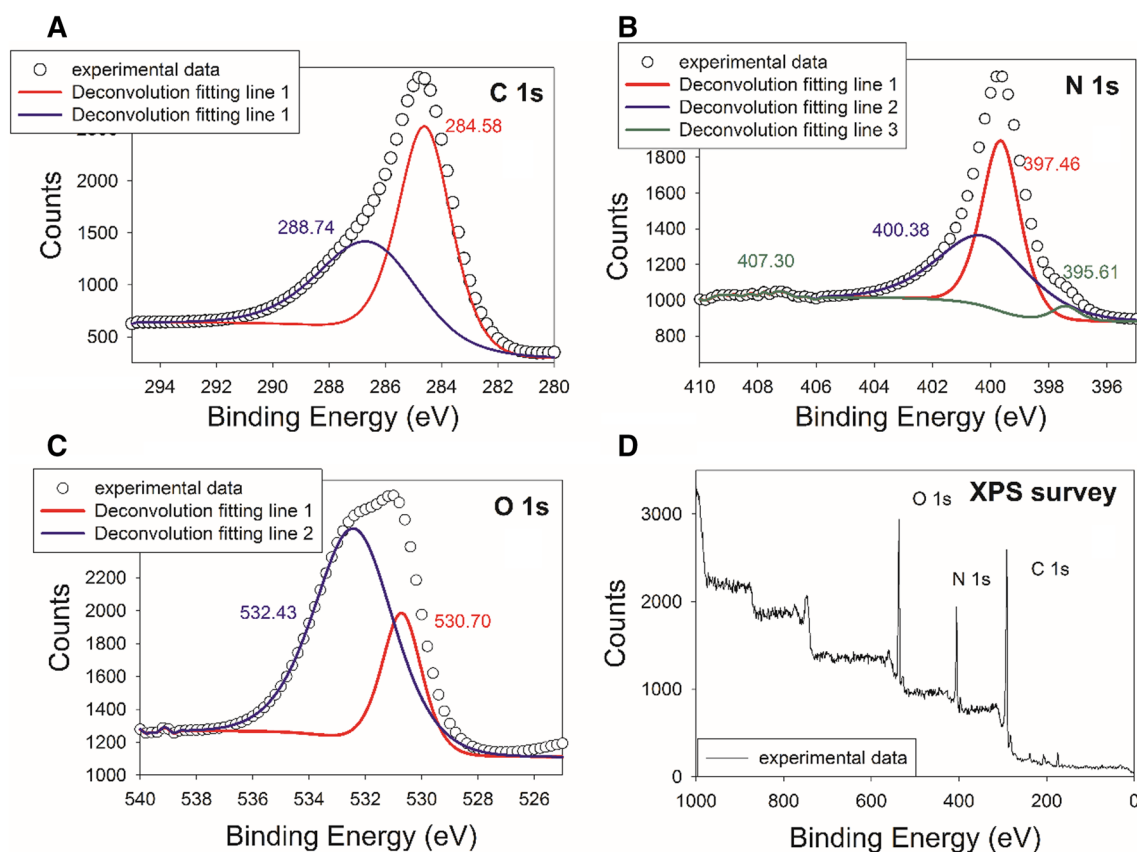 A
experimental data
Deconvolution fitting line 1
Deconvolution fitting line 1
C 1s
284.58
288.74
2000
1500
1000
500
Counts
294 292 290 288 286 284 282 280
Binding Energy (eV)
B
experimental data
Deconvolution fitting line 1
Deconvolution fitting line 2
Deconvolution fitting line 3
N 1s
397.46
400.38
407.30
395.61
1800
1600
1400
1200
1000
800
Counts
410 408 406 404 402 400 398 396
Binding Energy (eV)
C
experimental data
Deconvolution fitting line 1
Deconvolution fitting line 2
O 1s
532.43
530.70
2200
2000
1800
1600
1400
1200
1000
Counts
540 538 536 534 532 530 528 526
Binding Energy (eV)
D
XPS survey
O 1s
N 1s
C 1s
3000
2000
1000
0
Counts
experimental data
1000 800 600 400 200 0
Binding Energy (eV)